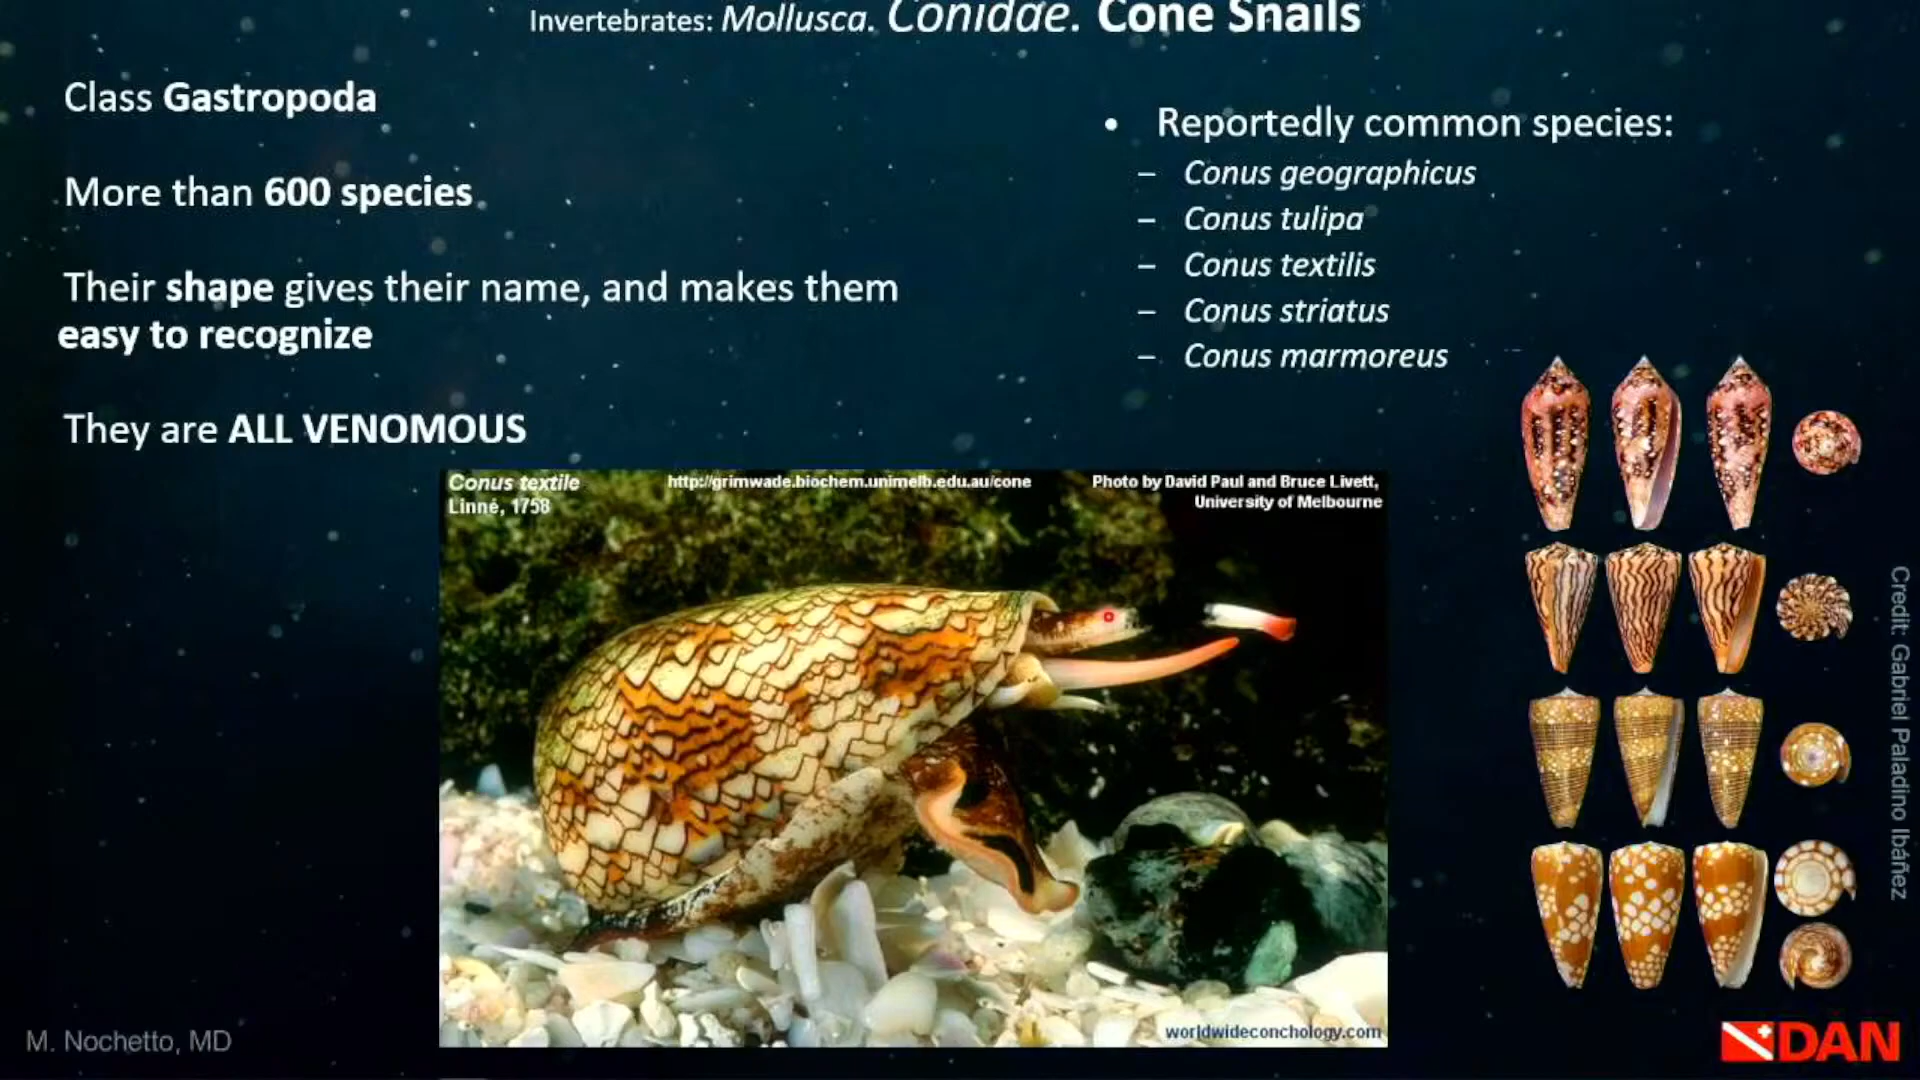 Invertebrates: Mollusca. Conidae. Cone Snails
Class Gastropoda
More than 600 species
Their shape gives their name, and makes them
easy to recognize
They are ALL VENOMOUS
• Reportedly common species:
– Conus geographicus
– Conus tulipa
– Conus textilis
– Conus striatus
– Conus marmoreus
Conus textile
Linné, 1758
http://grimwade.biochem.unimelb.edu.au/cone
Photo by David Paul and Bruce Livett,
University of Melbourne
worldwideconchology.com
Credit: Gabriel Paladino Ibáñez
M. Nochetto, MD
DAN